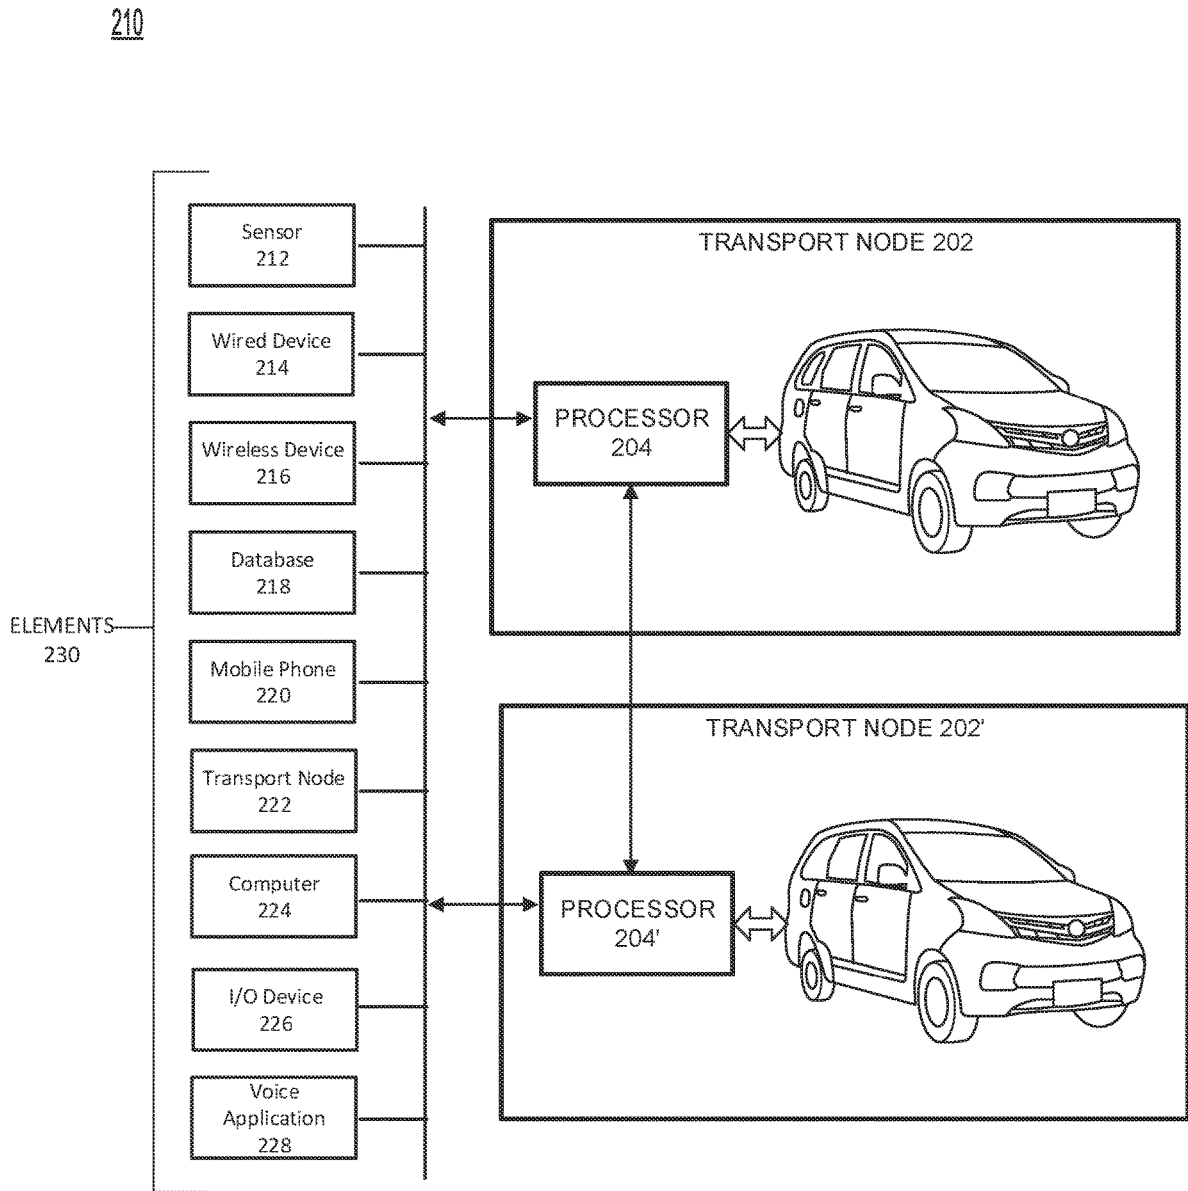 210
Sensor
212
Wired Device
214
Wireless Device
216
Database
218
ELEMENTS
230
Mobile Phone
220
Transport Node
222
Computer
224
I/O Device
226
Voice
Application
228
TRANSPORT NODE 202
PROCESSOR
204
TRANSPORT NODE 202'
PROCESSOR
204'